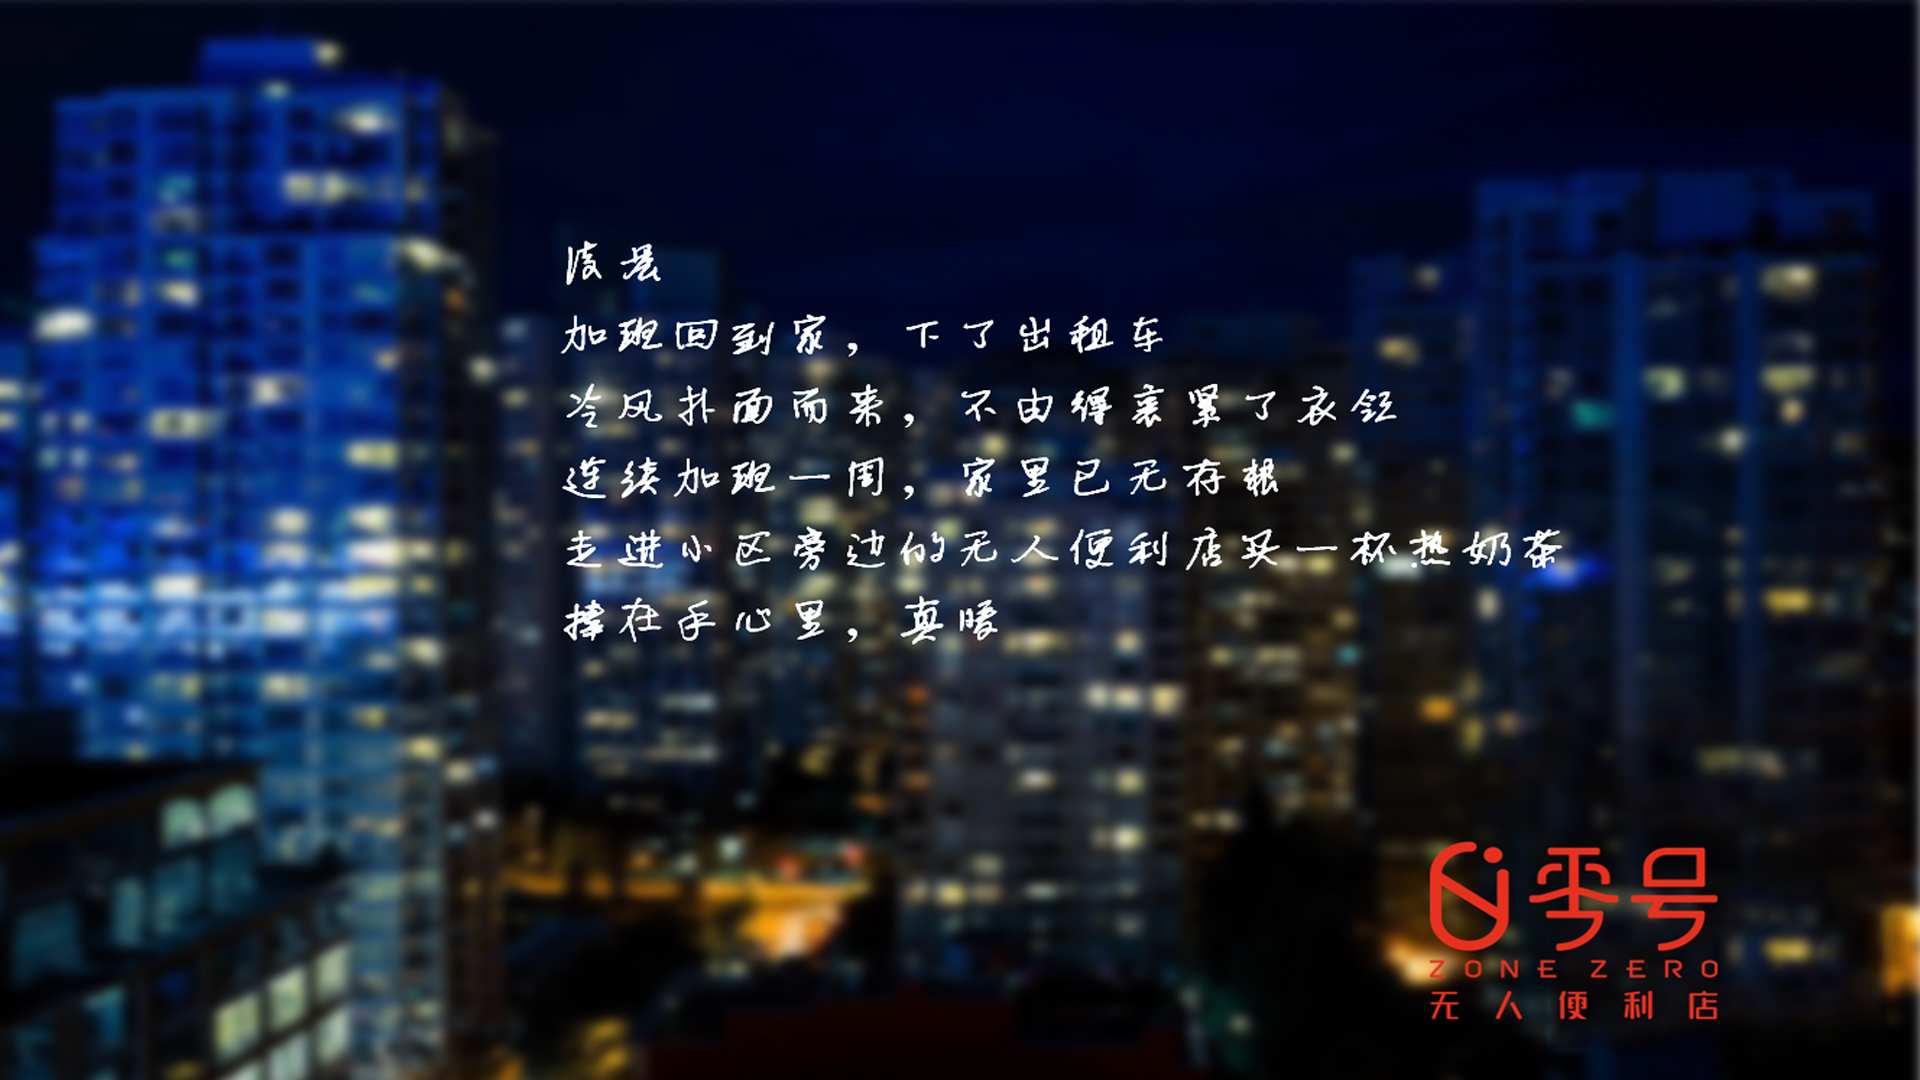 凌晨
加班回到家，下了出租车
冷风扑面而来，不由得裹紧了衣领
连续加班一周，家里已无存粮
走进小区旁边的无人便利店买一杯热奶茶
捧在手心里，真暖
零号
ZONE ZERO
无人便利店